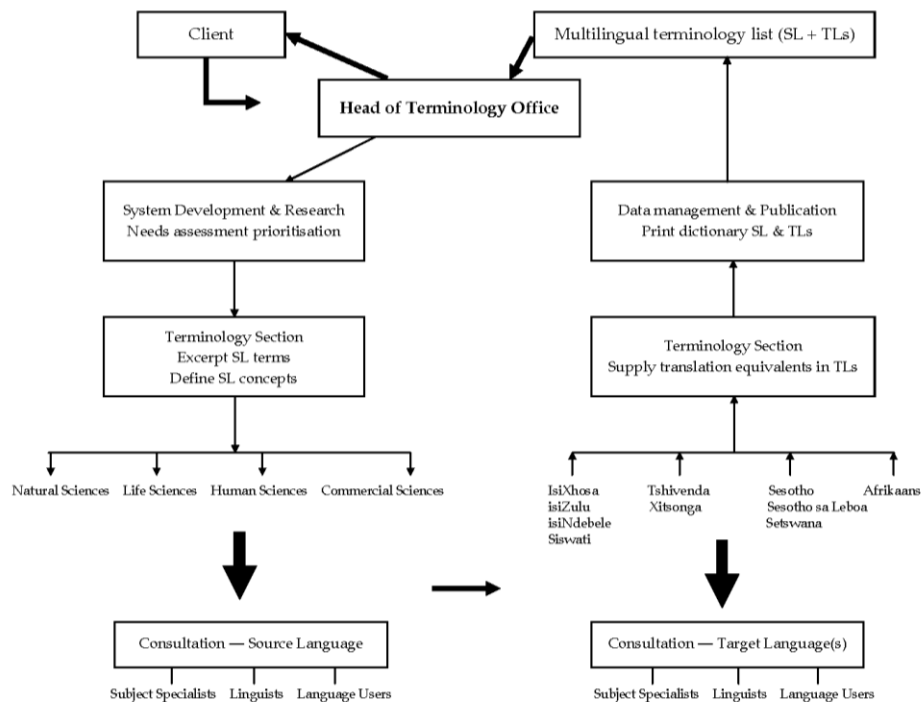 Client
Multilingual terminology list (SL + TLs)
Head of Terminology Office
System Development & Research
Needs assessment prioritisation
Data management & Publication
Print dictionary SL & TLs
Terminology Section
Excerpt SL terms
Define SL concepts
Terminology Section
Supply translation equivalents in TLs
Natural Sciences
Life Sciences
Human Sciences
Commercial Sciences
IsiXhosa
isiZulu
isiNdebele
Siswati
Tshivenda
Xitsonga
Sesotho
Sesotho sa Leboa
Setswana
Afrikaans
Consultation — Source Language
Subject Specialists
Linguists
Language Users
Consultation — Target Language(s)
Subject Specialists
Linguists
Language Users